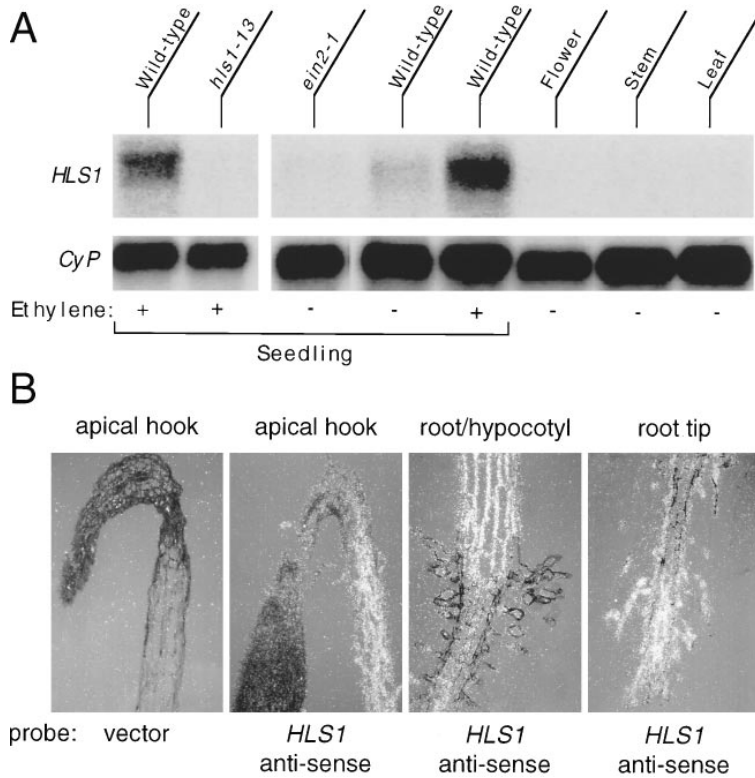 A
Wild-type hls1-13 ein2-1 Wild-type Wild-type Flower Stem Leaf
HLS1
CyP
Ethylene: + + - - + - - -
Seedling
B
apical hook apical hook root/hypocotyl root tip
probe: vector HLS1 HLS1 HLS1
anti-sense anti-sense anti-sense